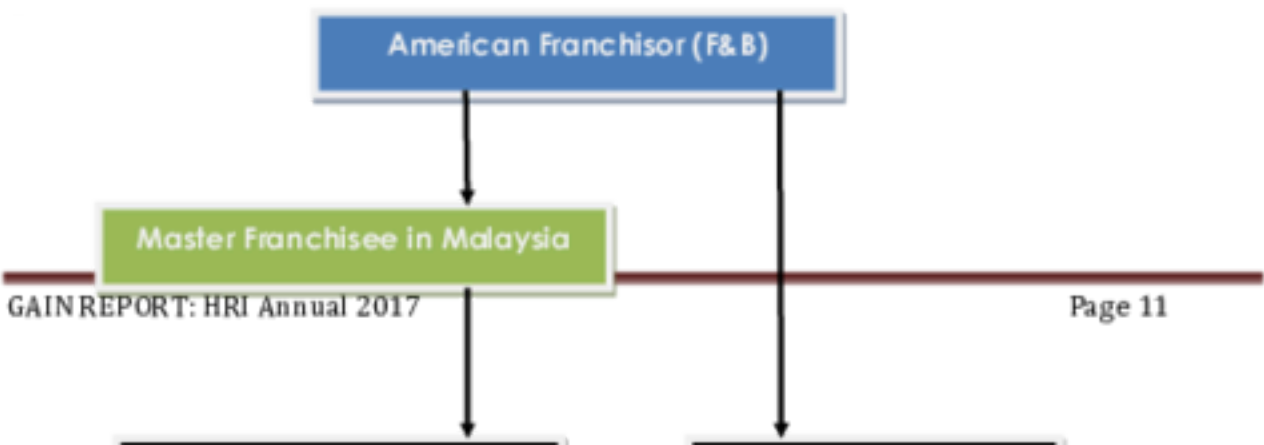 American Franchisor (F&B)
Master Franchisee in Malaysia
GAIN REPORT: HRI Annual 2017
Page 11